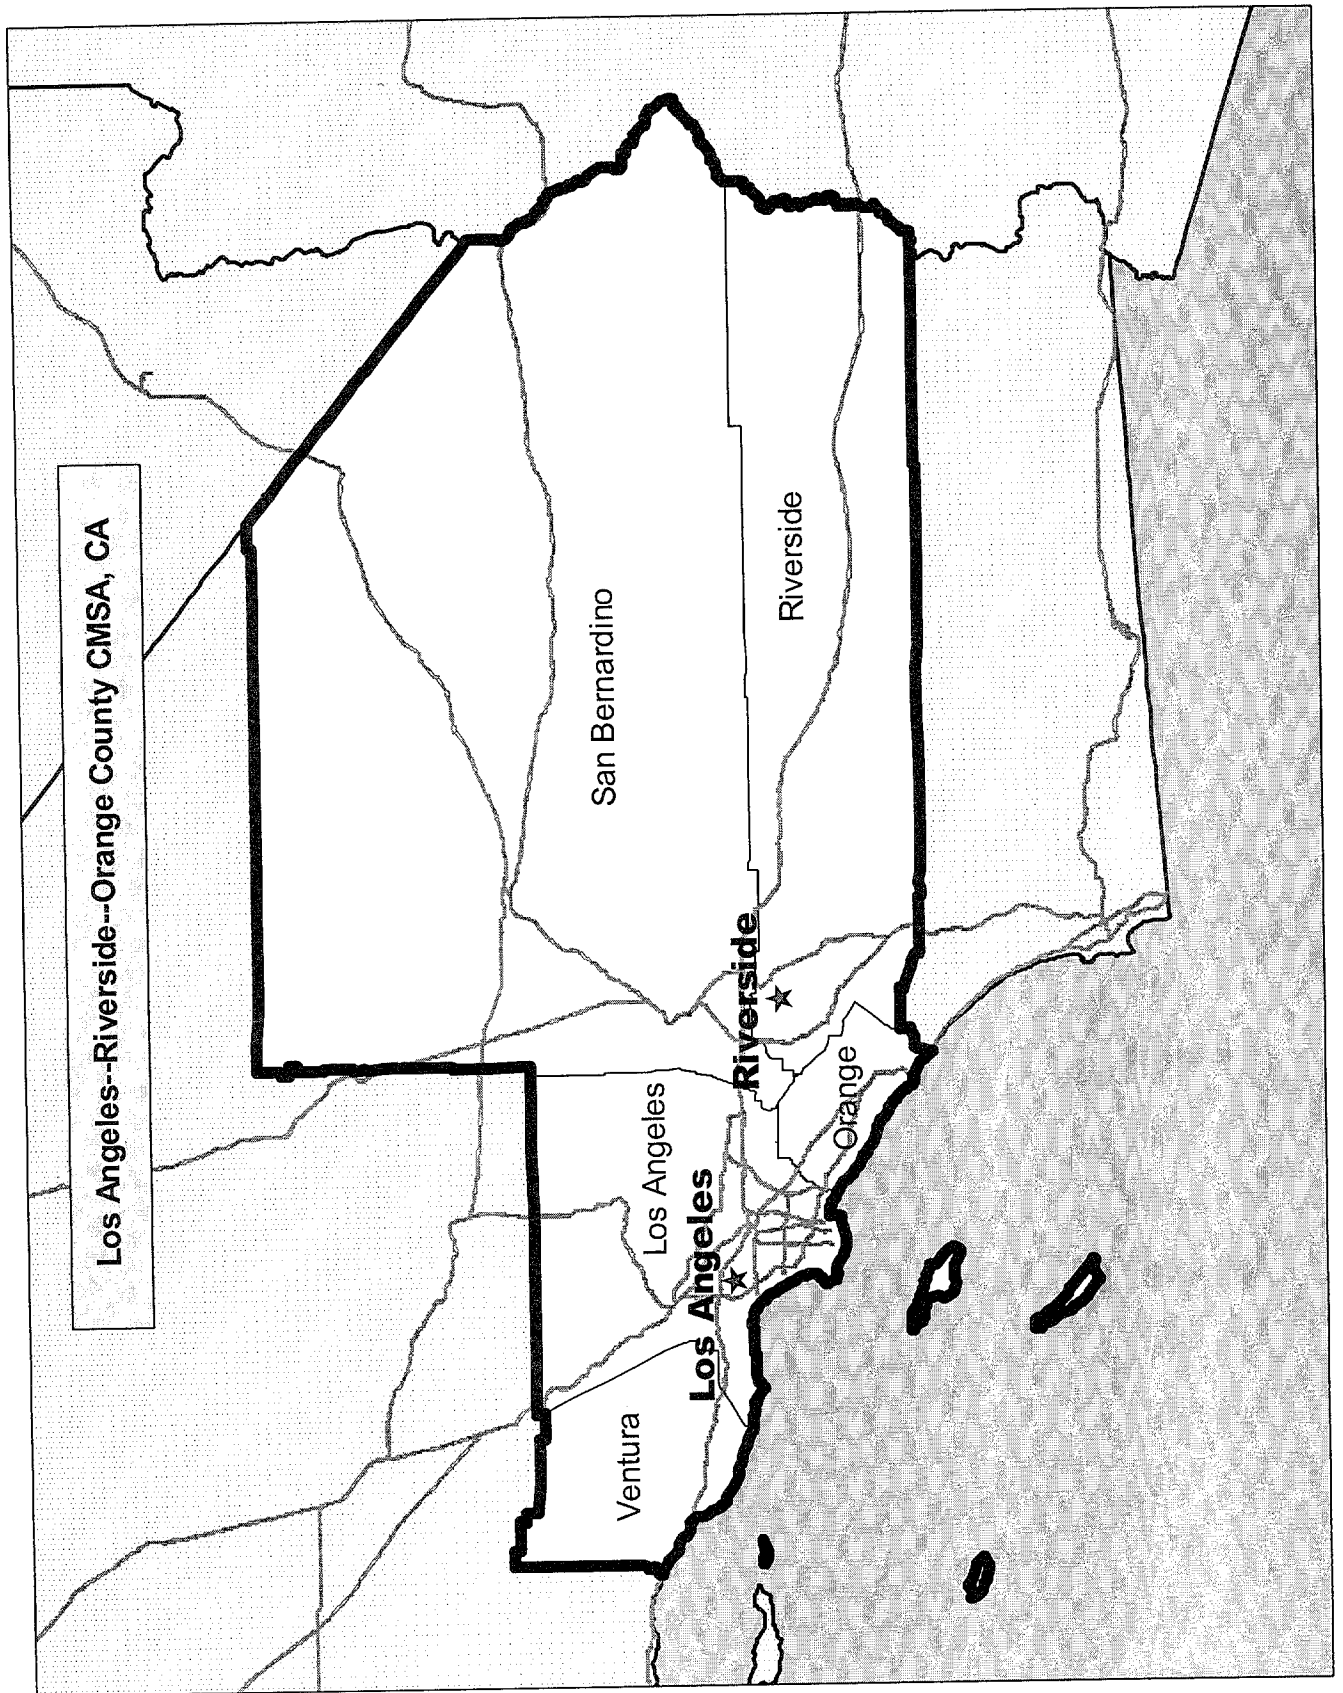 Los Angeles--Riverside--Orange County CMSA, CA
San Bernardino
Riverside
Riverside
Los Angeles
Orange
Los Angeles
Ventura